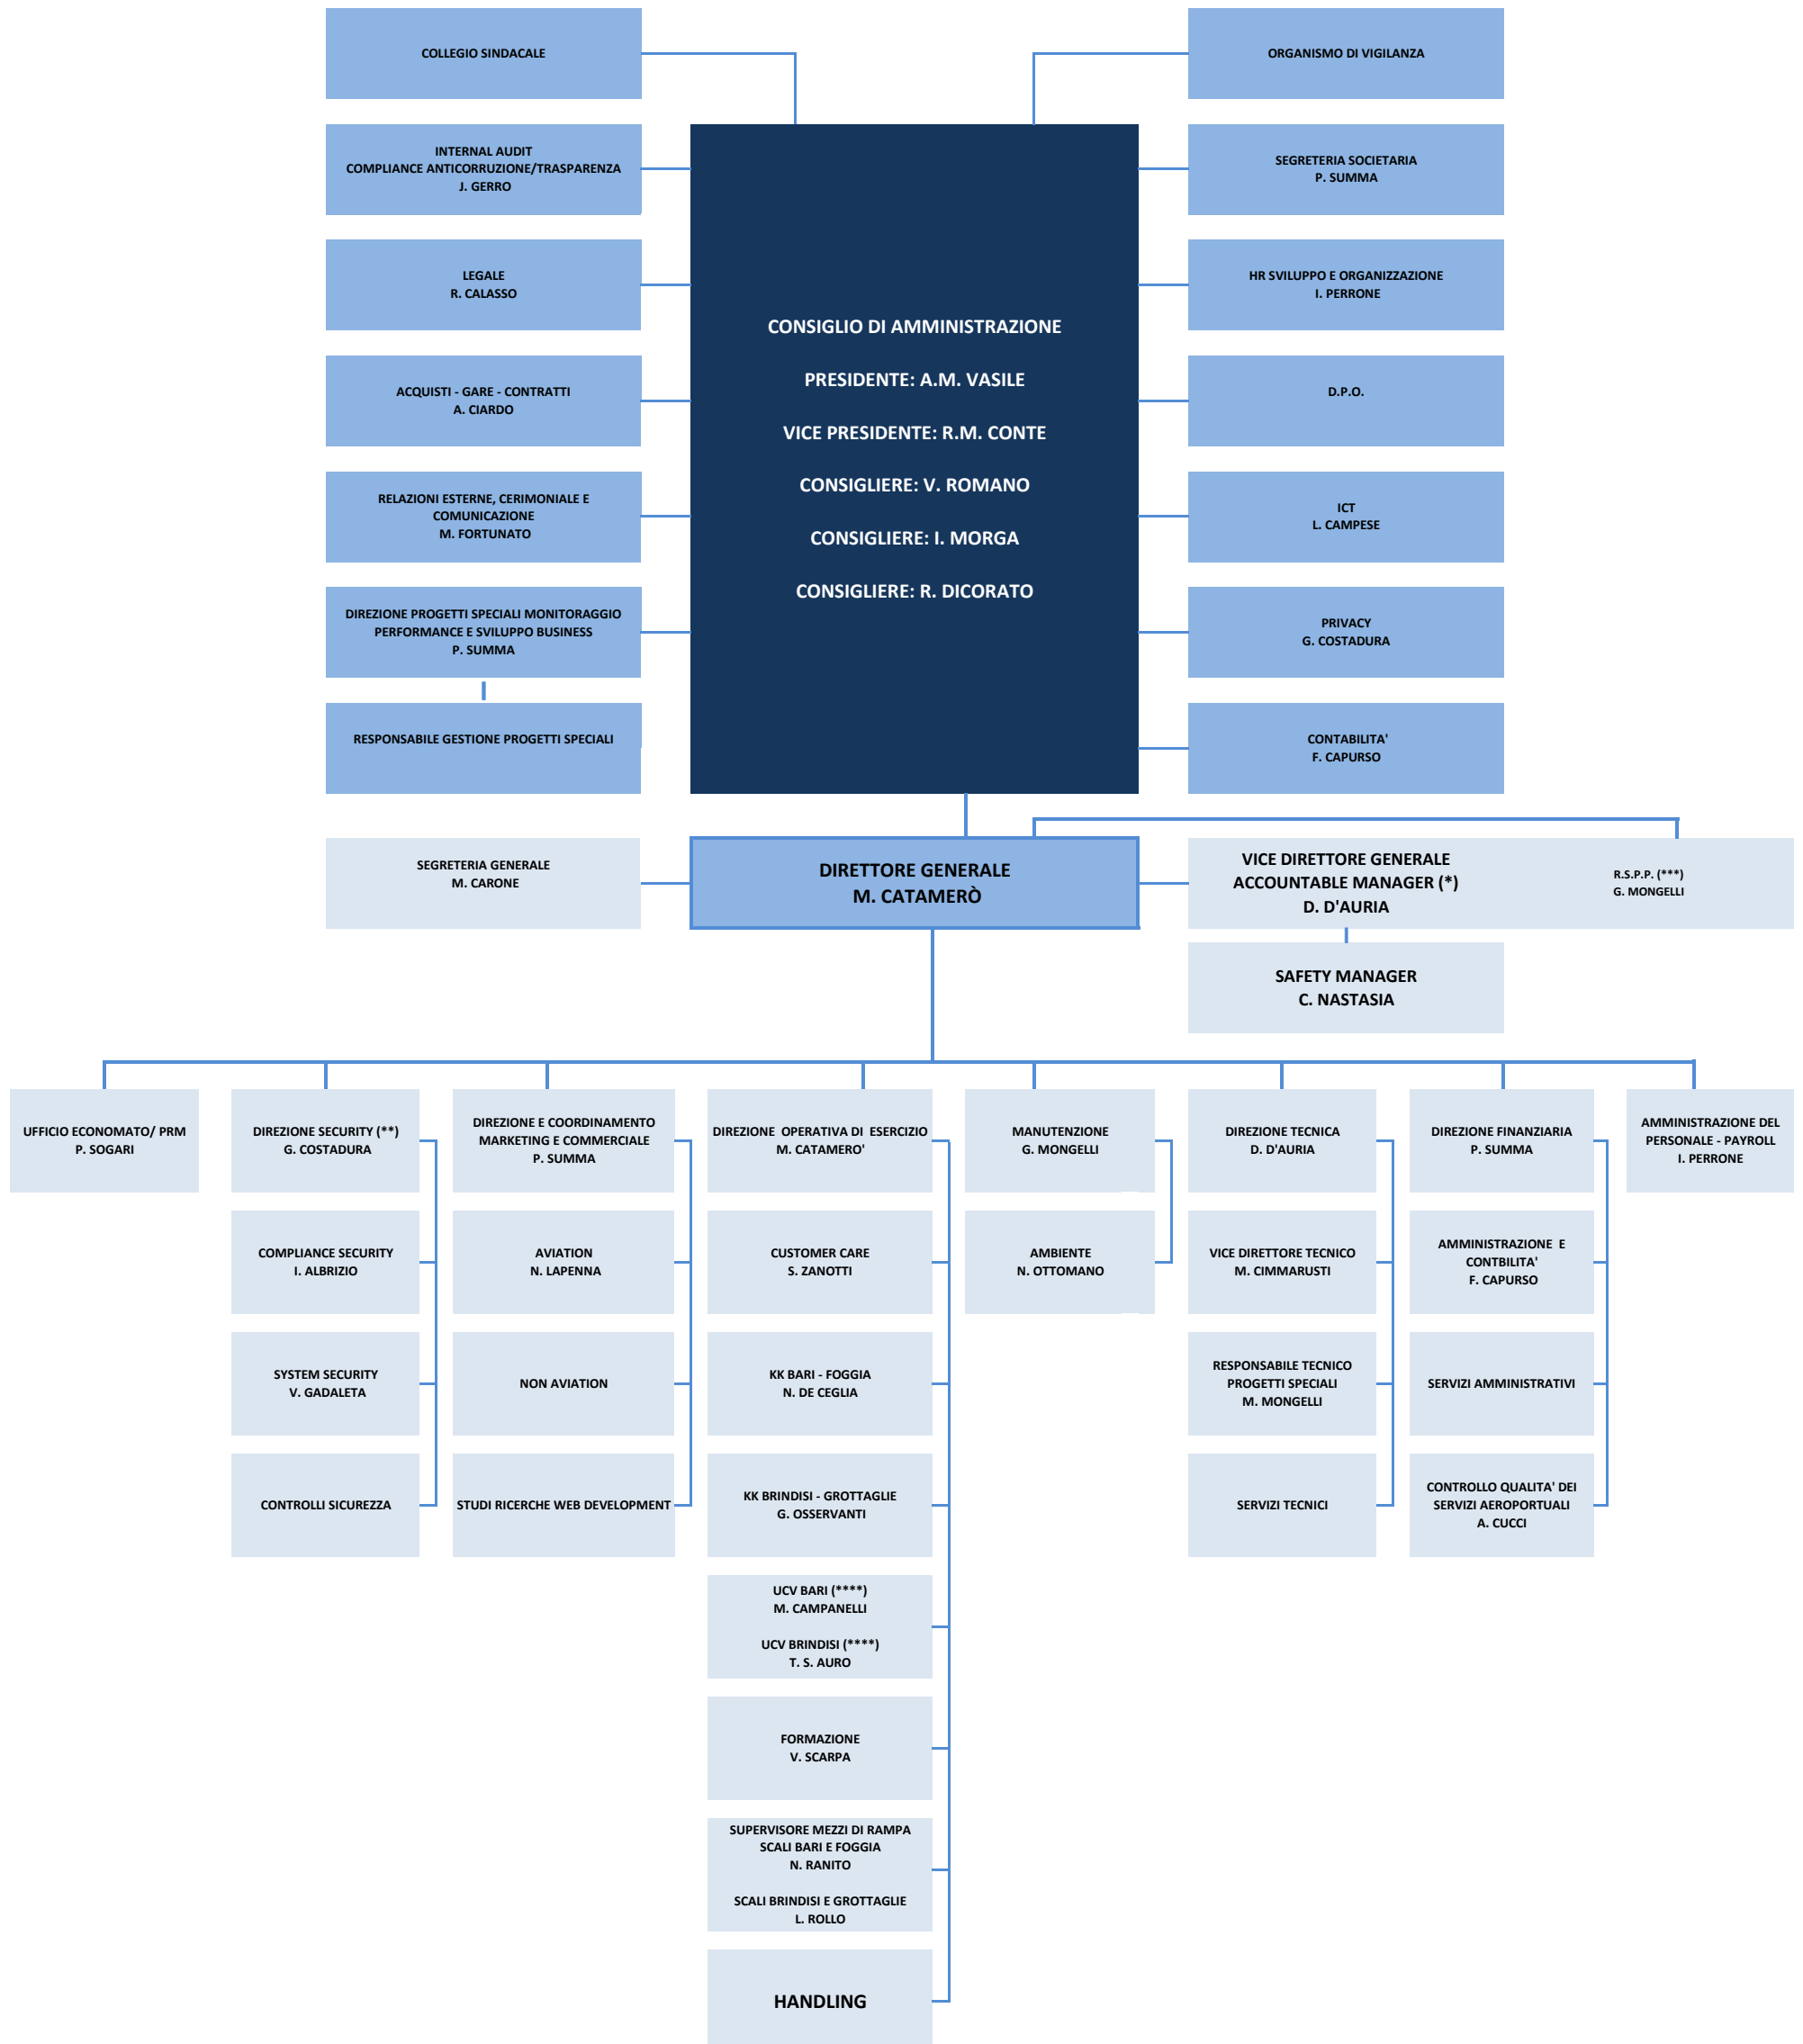 COLLEGIO SINDACALE
ORGANISMO DI VIGILANZA
INTERNAL AUDIT
COMPLIANCE ANTICORRUZIONE/TRASPARENZA
J. GERRO
SEGRETERIA SOCIETARIA
P. SUMMA
LEGALE
R. CALASSO
HR SVILUPPO E ORGANIZZAZIONE
I. PERRONE
CONSIGLIO DI AMMINISTRAZIONE
PRESIDENTE: A.M. VASILE
VICE PRESIDENTE: R.M. CONTE
CONSIGLIERE: V. ROMANO
CONSIGLIERE: I. MORGA
CONSIGLIERE: R. DICORATO
ACQUISTI - GARE - CONTRATTI
A. CIARDO
D.P.O.
RELAZIONI ESTERNE, CERIMONIALE E
COMUNICAZIONE
M. FORTUNATO
ICT
L. CAMPESE
DIREZIONE PROGETTI SPECIALI MONITORAGGIO
PERFORMANCE E SVILUPPO BUSINESS
P. SUMMA
PRIVACY
G. COSTADURA
RESPONSABILE GESTIONE PROGETTI SPECIALI
CONTABILITA'
F. CAPURSO
SEGRETERIA GENERALE
M. CARONE
DIRETTORE GENERALE
M. CATAMERÒ
VICE DIRETTORE GENERALE
ACCOUNTABLE MANAGER (*)
D. D'AURIA
R.S.P.P. (***)
G. MONGELLI
SAFETY MANAGER
C. NASTASIA
UFFICIO ECONOMATO/ PRM
P. SOGARI
DIREZIONE SECURITY (**)
G. COSTADURA
DIREZIONE E COORDINAMENTO
MARKETING E COMMERCIALE
P. SUMMA
DIREZIONE OPERATIVA DI ESERCIZIO
M. CATAMERO'
MANUTENZIONE
G. MONGELLI
DIREZIONE TECNICA
D. D'AURIA
DIREZIONE FINANZIARIA
P. SUMMA
AMMINISTRAZIONE DEL
PERSONALE - PAYROLL
I. PERRONE
COMPLIANCE SECURITY
I. ALBRIZIO
AVIATION
N. LAPENNA
CUSTOMER CARE
S. ZANOTTI
AMBIENTE
N. OTTOMANO
VICE DIRETTORE TECNICO
M. CIMMARUSTI
AMMINISTRAZIONE E
CONTBILITA'
F. CAPURSO
SYSTEM SECURITY
V. GADALETA
NON AVIATION
KK BARI - FOGGIA
N. DE CEGLIA
RESPONSABILE TECNICO
PROGETTI SPECIALI
M. MONGELLI
SERVIZI AMMINISTRATIVI
CONTROLLI SICUREZZA
STUDI RICERCHE WEB DEVELOPMENT
KK BRINDISI - GROTTAGLIE
G. OSSERVANTI
SERVIZI TECNICI
CONTROLLO QUALITA' DEI
SERVIZI AEROPORTUALI
A. CUCCI
UCV BARI (****)
M. CAMPANELLI
UCV BRINDISI (****)
T. S. AURO
FORMAZIONE
V. SCARPA
SUPERVISORE MEZZI DI RAMPA
SCALI BARI E FOGGIA
N. RANITO
SCALI BRINDISI E GROTTAGLIE
L. ROLLO
HANDLING